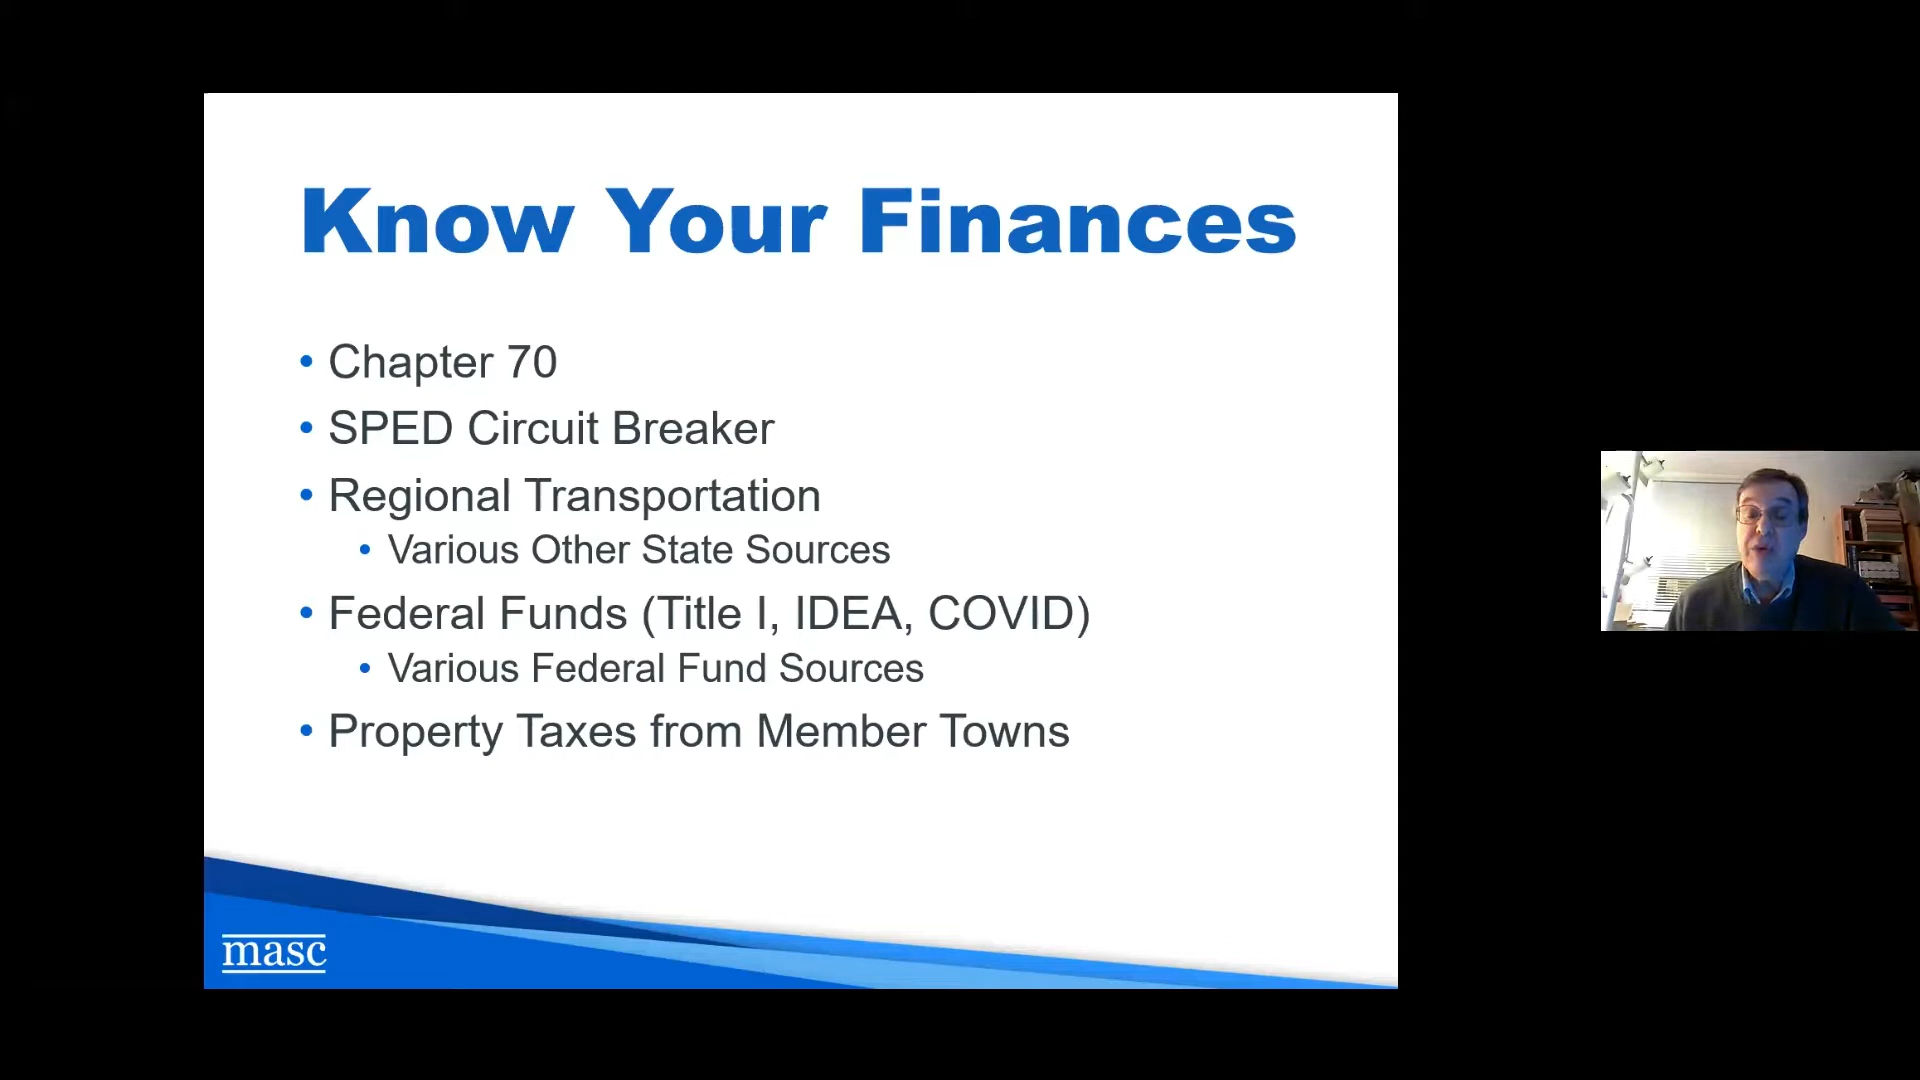 Know Your Finances
• Chapter 70
• SPED Circuit Breaker
• Regional Transportation
• Various Other State Sources
• Federal Funds (Title I, IDEA, COVID)
• Various Federal Fund Sources
• Property Taxes from Member Towns
masc